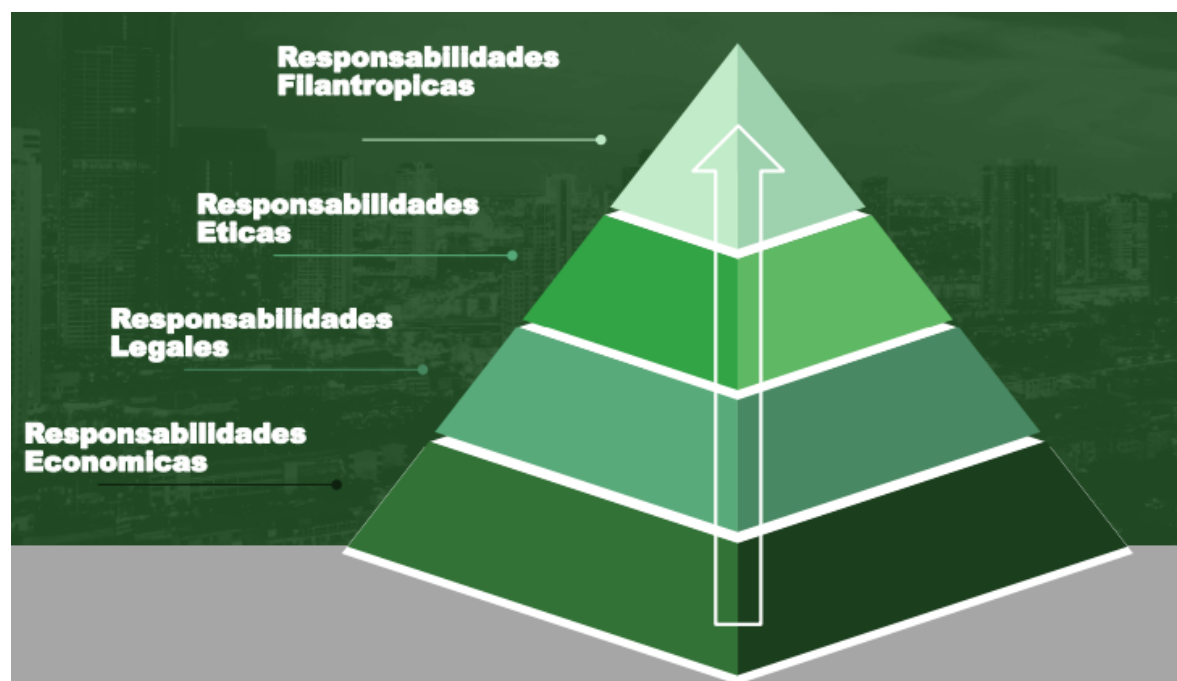 Responsabilidades
Filantropicas
Responsabilidades
Eticas
Responsabilidades
Legales
Responsabilidades
Economicas